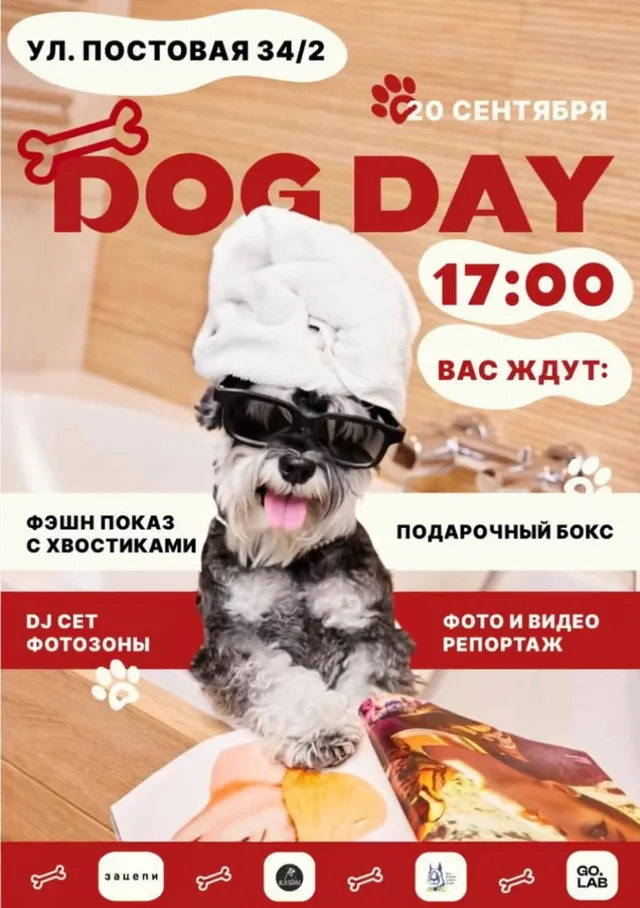 УЛ. ПОСТОВАЯ 34/2
20 СЕНТЯБРЯ
DOG DAY
17:00
ВАС ЖДУТ:
ФЭШН ПОКАЗ
С ХВОСТИКАМИ
ПОДАРОЧНЫЙ БОКС
DJ СЕТ
ФОТОЗОНЫ
ФОТО И ВИДЕО
РЕПОРТАЖ
зацепи
GO.
LAB